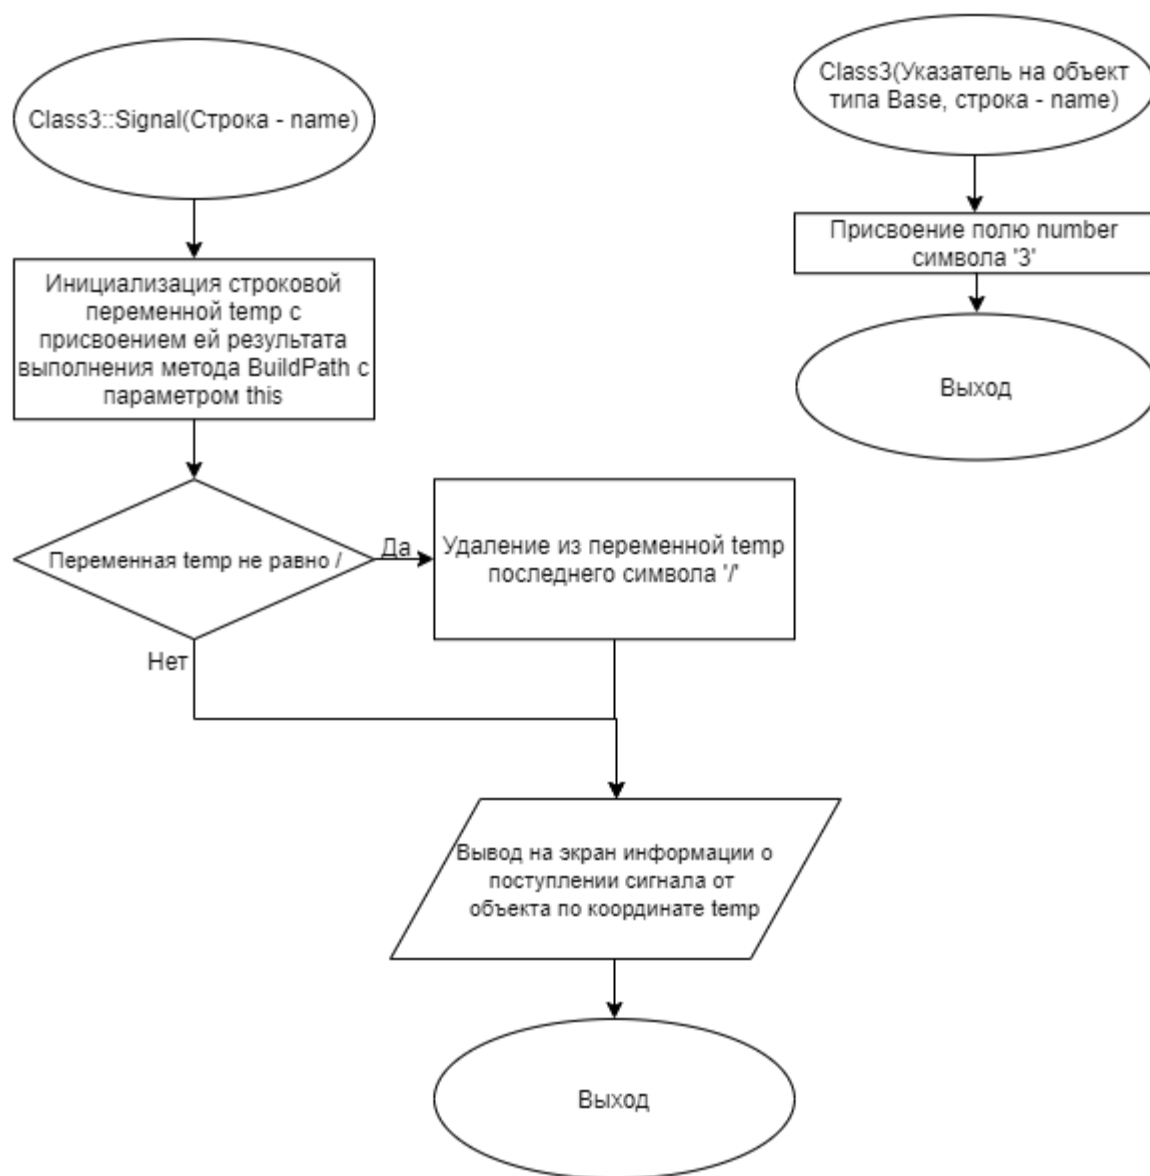 Class3::Signal(Строка - name)
Инициализация строковой
переменной temp с
присвоением ей результата
выполнения метода BuildPath с
параметром this
Переменная temp не равно /
Да
Удаление из переменной temp
последнего символа '/'
Нет
Вывод на экран информации о
поступлении сигнала от
объекта по координате temp
Выход
Class3(Указатель на объект
типа Base, строка - name)
Присвоение полю number
символа '3'
Выход